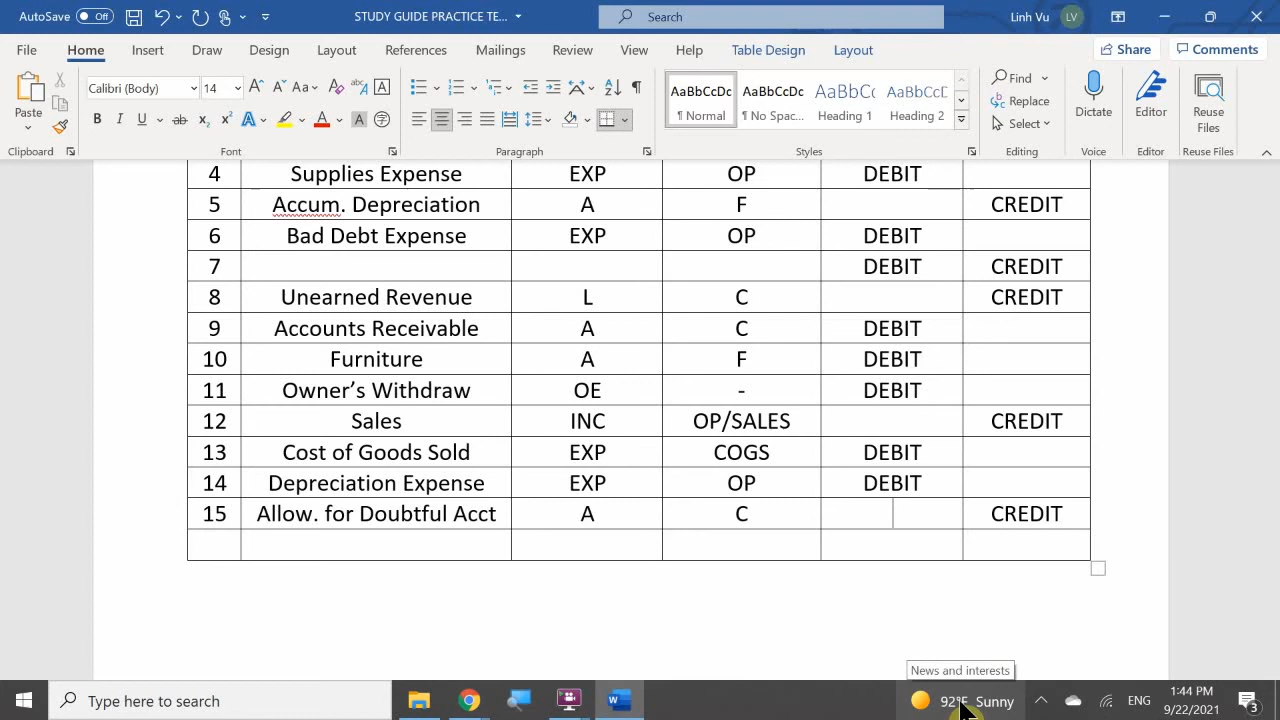 AutoSave Off STUDY GUIDE PRACTICE TE... Search Linh Vu LV
File Home Insert Draw Design Layout References Mailings Review View Help Table Design Layout Share Comments
Paste
Clipboard
Calibri (Body) 14 A A Aa A
B I U ab x₂ x² A A A
Font
Paragraph
AaBbCcDc AaBbCcDc AaBbCc AaBbCcD
¶ Normal ¶ No Spac... Heading 1 Heading 2
Styles
Find
Replace
Select
Editing
Dictate
Voice
Editor
Editor
Reuse Files
Reuse Files
4 Supplies Expense EXP OP DEBIT
5 Accum. Depreciation A F CREDIT
6 Bad Debt Expense EXP OP DEBIT
7 DEBIT CREDIT
8 Unearned Revenue L C CREDIT
9 Accounts Receivable A C DEBIT
10 Furniture A F DEBIT
11 Owner’s Withdraw OE - DEBIT
12 Sales INC OP/SALES CREDIT
13 Cost of Goods Sold EXP COGS DEBIT
14 Depreciation Expense EXP OP DEBIT
15 Allow. for Doubtful Acct A C CREDIT
News and interests
Type here to search 92°F Sunny ENG 1:44 PM
9/22/2021 3